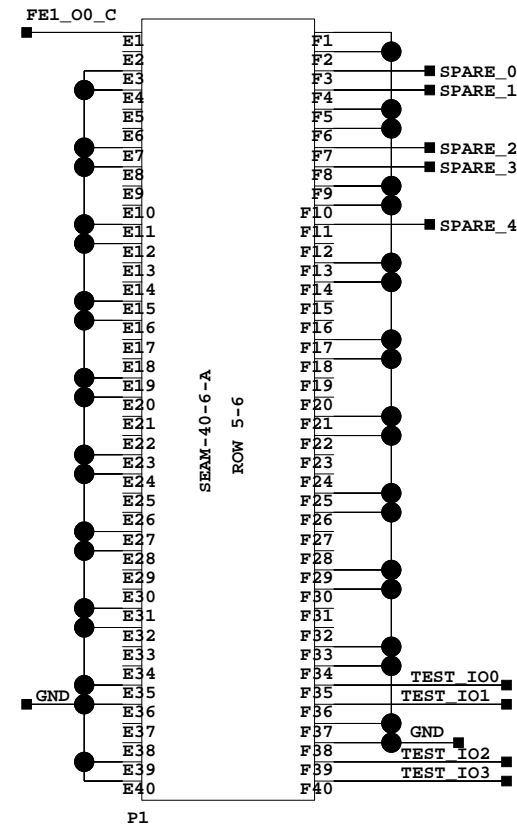 FE1_O0_C
E1 F1
E2 F2
E3 F3 SPARE_0
E4 F4 SPARE_1
E5 F5
E6 F6
E7 F7 SPARE_2
E8 F8 SPARE_3
E9 F9
E10 F10
E11 F11 SPARE_4
E12 F12
E13 F13
E14 F14
E15 F15
E16 F16
E17 F17
E18 F18
E19 F19
E20 F20
E21 F21
E22 F22
E23 F23
E24 F24
E25 F25
E26 F26
E27 F27
E28 F28
E29 F29
E30 F30
E31 F31
E32 F32
E33 F33
E34 F34 TEST_IO0
GND E35 F35 TEST_IO1
E36 F36
E37 F37 GND
E38 F38 TEST_IO2
E39 F39 TEST_IO3
E40 F40
SEAM-40-6-A
ROW 5-6
P1